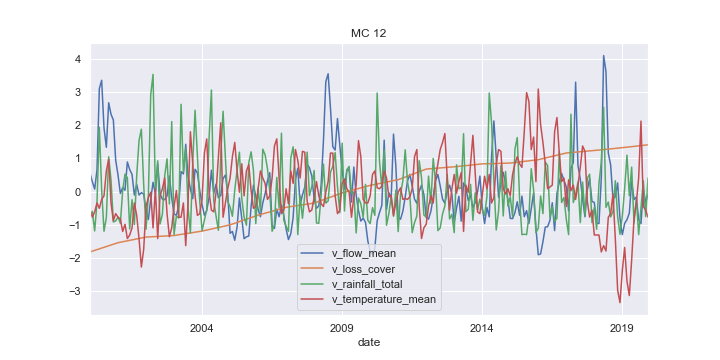 MC 12
4
3
2
1
0
−1
−2
−3
v_flow_mean
v_loss_cover
v_rainfall_total
v_temperature_mean
2004
2009
2014
2019
date